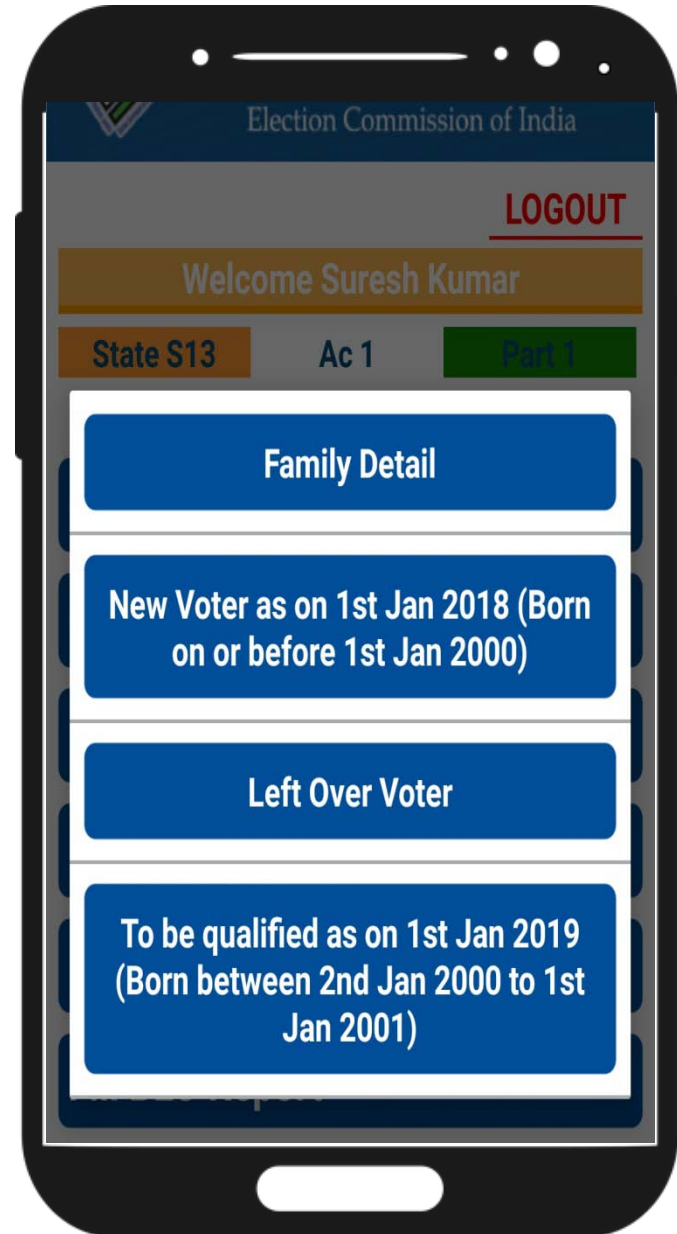 Election Commission of India
LOGOUT
Welcome Suresh Kumar
State S13 Ac 1 Part 1
Family Detail
New Voter as on 1st Jan 2018 (Born
on or before 1st Jan 2000)
Left Over Voter
To be qualified as on 1st Jan 2019
(Born between 2nd Jan 2000 to 1st
Jan 2001)